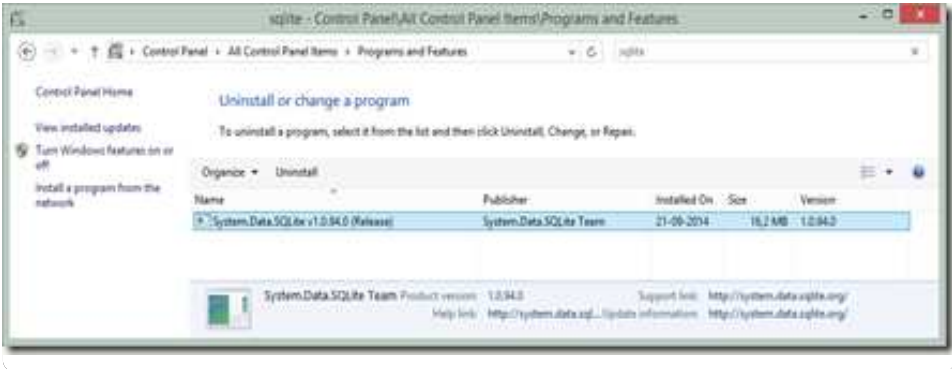 sqlite - Control Panel\All Control Panel Items\Programs and Features
Control Panel All Control Panel Items Programs and Features sqlite
Control Panel Home
View installed updates
Turn Windows features on or off
Install a program from the network
Uninstall or change a program
To uninstall a program, select it from the list and then click Uninstall, Change, or Repair.
Organize Uninstall
Name Publisher Installed On Size Version
System.Data.SQLite v1.0.94.0 (Release) System.Data.SQLite Team 21-09-2014 16,2 MB 1.0.94.0
System.Data.SQLite Team Product version: 1.0.94.0 Support link: http://system.data.sqlite.org/
Help link: http://system.data.sql... Update information: http://system.data.sqlite.org/